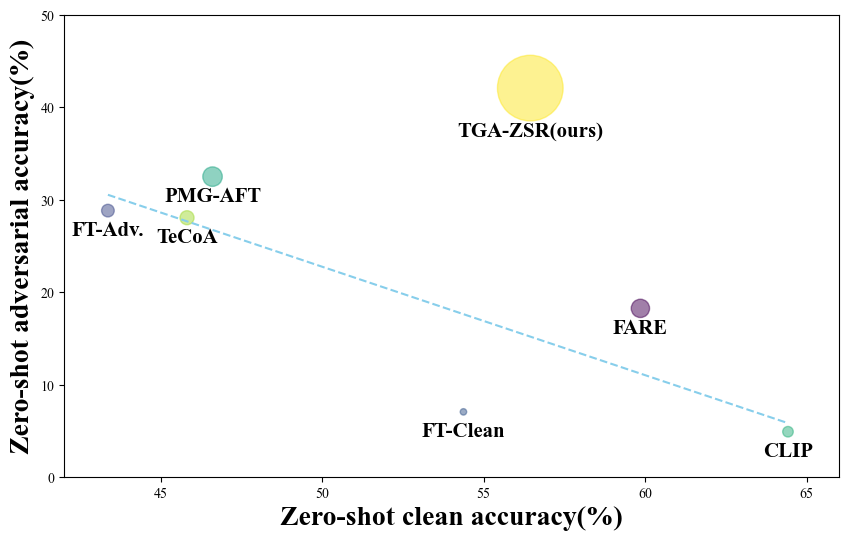 Zero-shot adversarial accuracy(%)
50
40
30
20
10
0
TGA-ZSR(ours)
PMG-AFT
FT-Adv.
TeCoA
FARE
FT-Clean
CLIP
45
50
55
60
65
Zero-shot clean accuracy(%)